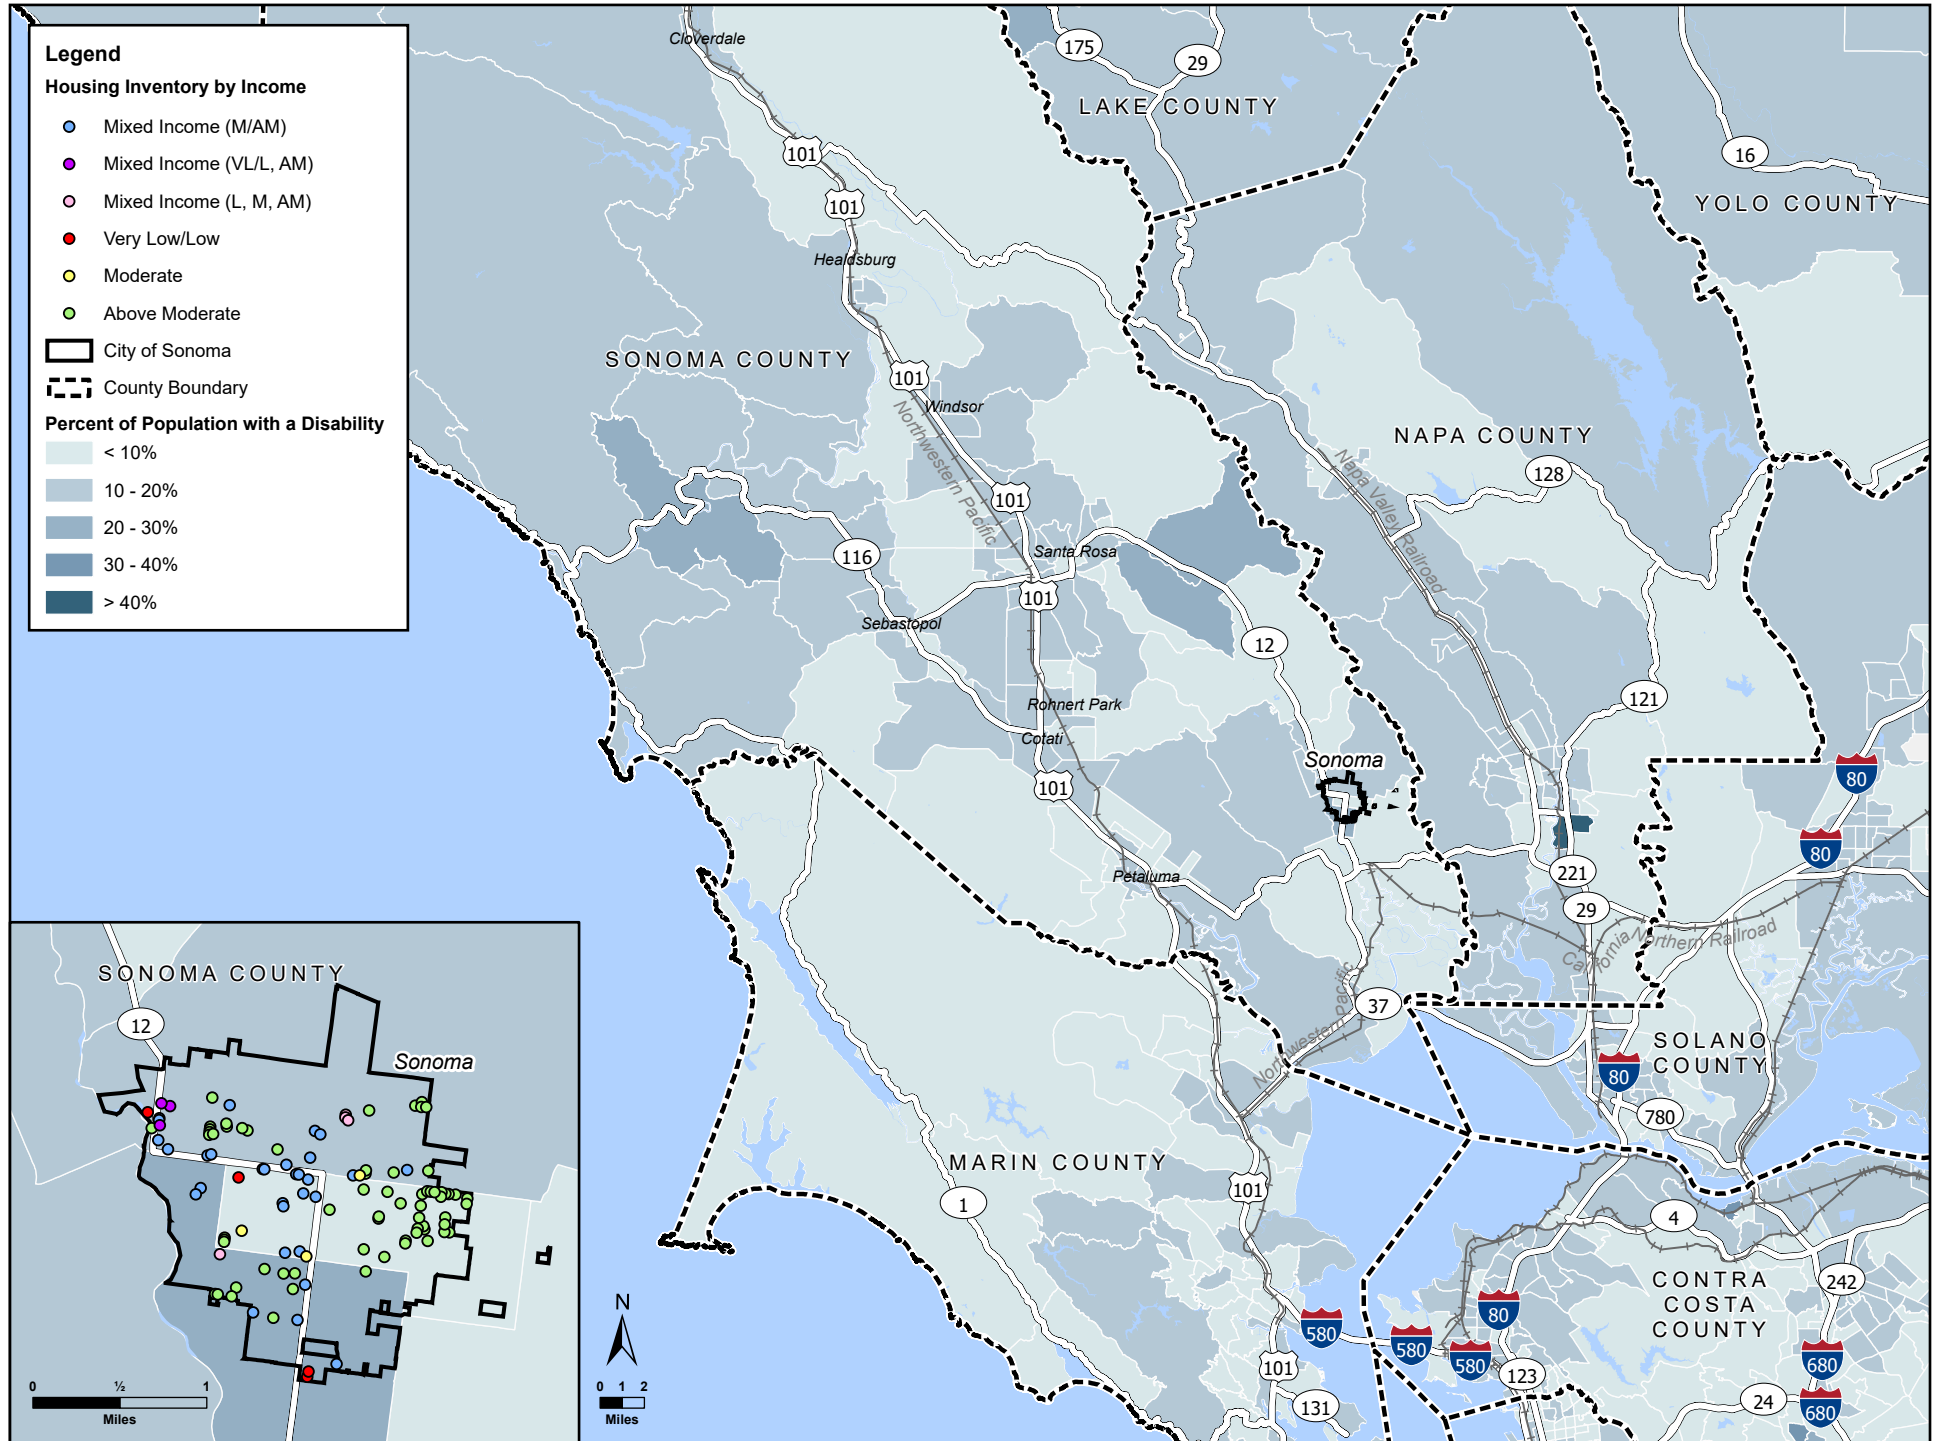 Legend
Housing Inventory by Income
Mixed Income (M/AM)
Mixed Income (VL/L, AM)
Mixed Income (L, M, AM)
Very Low/Low
Moderate
Above Moderate
City of Sonoma
County Boundary
Percent of Population with a Disability
< 10%
10 - 20%
20 - 30%
30 - 40%
> 40%
Cloverdale
175
29
LAKE COUNTY
101
16
101
YOLO COUNTY
Healdsburg
SONOMA COUNTY
101
Windsor
Northwestern Pacific
NAPA COUNTY
Napa Valley Railroad
128
101
116
Santa Rosa
101
Sebastopol
12
121
Rohnert Park
Cotati
Sonoma
101
80
80
Petaluma
221
29
California Northern Railroad
Northwestern Pacific
37
SOLANO
COUNTY
80
780
MARIN COUNTY
101
1
4
CONTRA
COSTA
COUNTY
242
80
580
580
580
101
123
680
131
24
680
SONOMA COUNTY
12
Sonoma
0 ½ 1
Miles
N
0 1 2
Miles